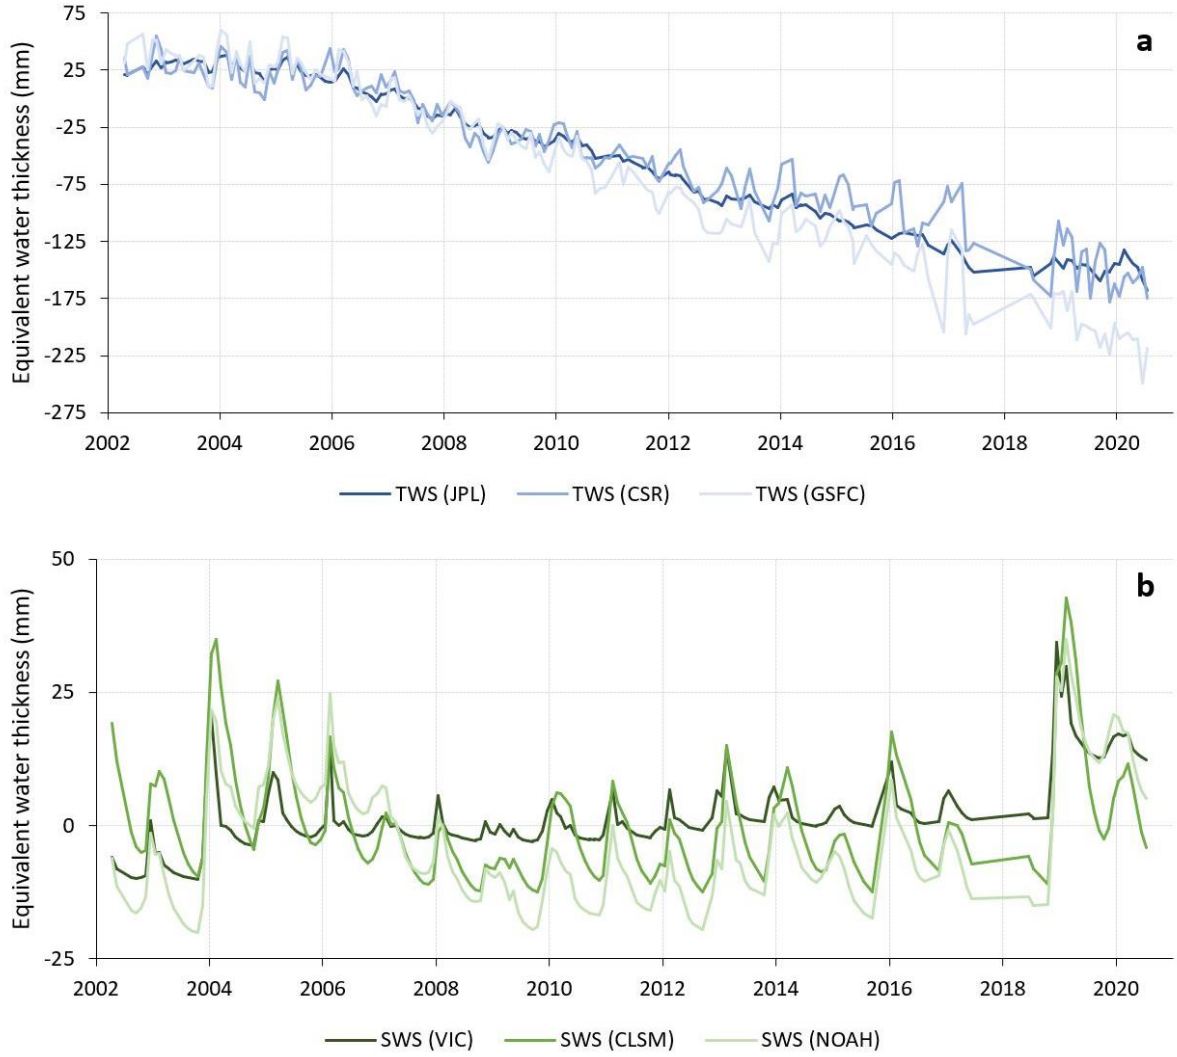 75
25
-25
-75
-125
-175
-225
-275
Equivalent water thickness (mm)
a
2002 2004 2006 2008 2010 2012 2014 2016 2018 2020
TWS (JPL) TWS (CSR) TWS (GSFC)
50
25
0
-25
Equivalent water thickness (mm)
b
2002 2004 2006 2008 2010 2012 2014 2016 2018 2020
SWS (VIC) SWS (CLSM) SWS (NOAH)